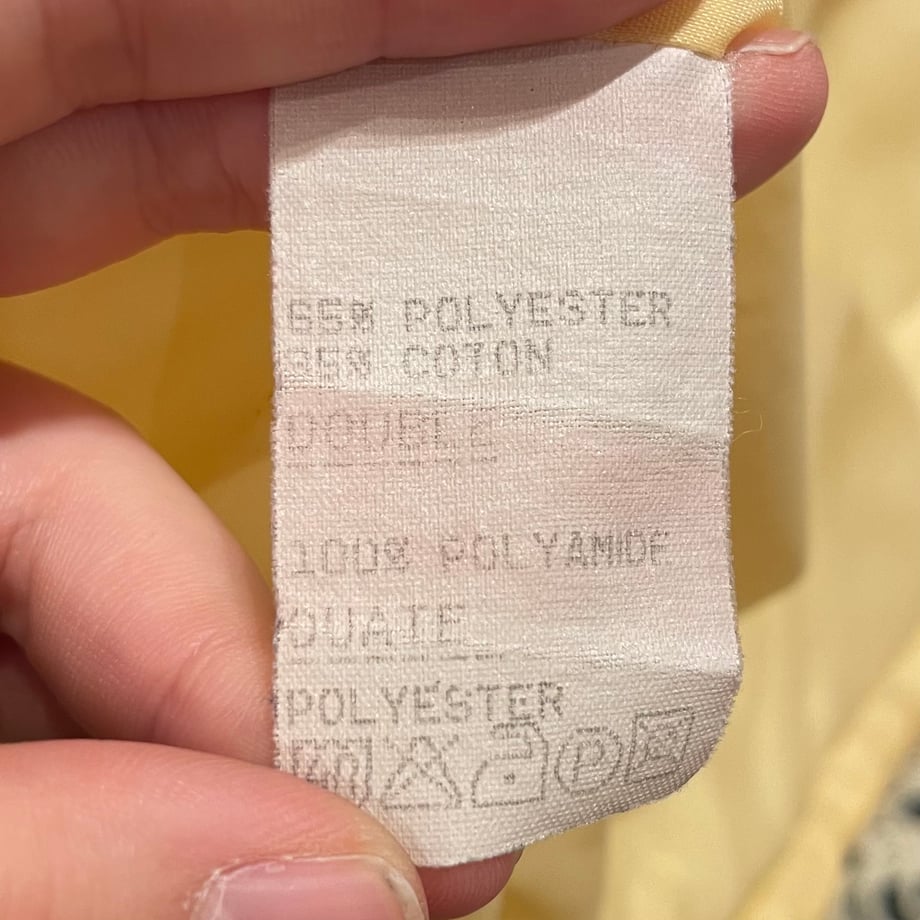 65% POLYESTER
35% COTON
DOUBLE
100% POLYAMIDE
OUATE
POLYESTER
P